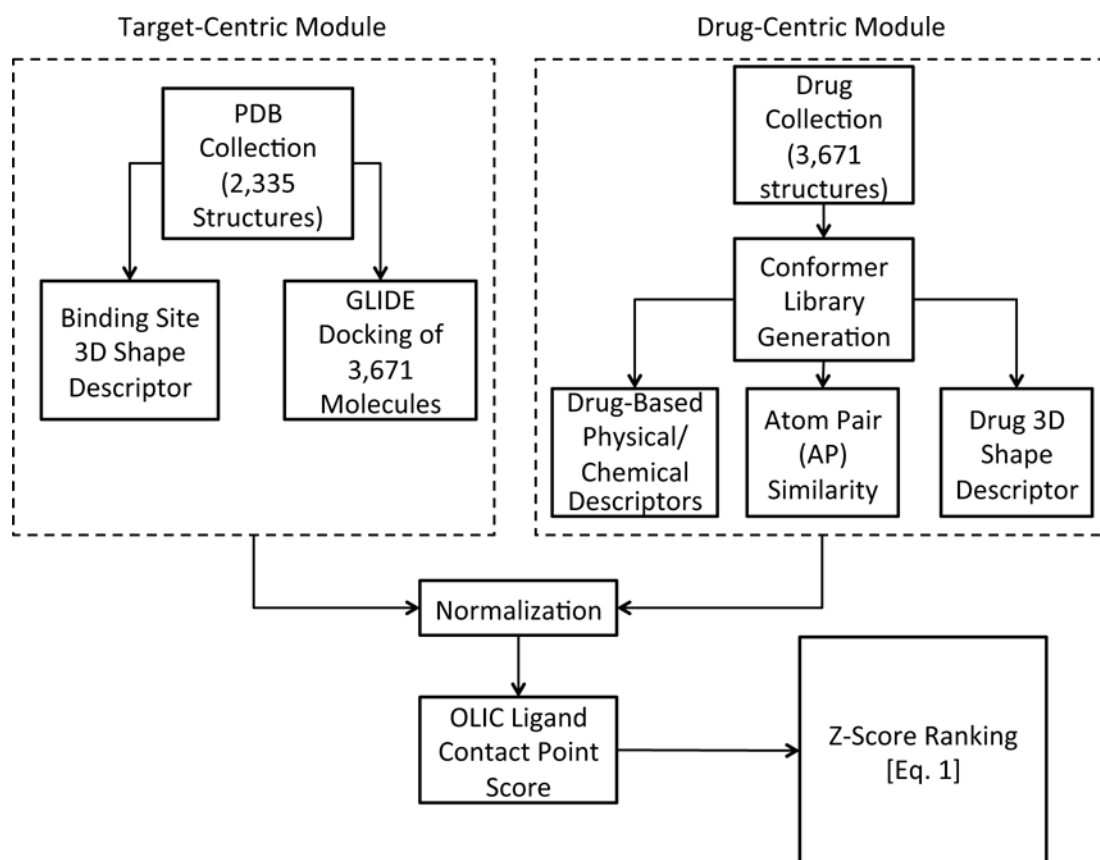 Target-Centric Module
Drug-Centric Module
PDB
Collection
(2,335
Structures)
Binding Site
3D Shape
Descriptor
GLIDE
Docking of
3,671
Molecules
Drug
Collection
(3,671
structures)
Conformer
Library
Generation
Drug-Based
Physical/
Chemical
Descriptors
Atom Pair
(AP)
Similarity
Drug 3D
Shape
Descriptor
Normalization
OLIC Ligand
Contact Point
Score
Z-Score Ranking
[Eq. 1]